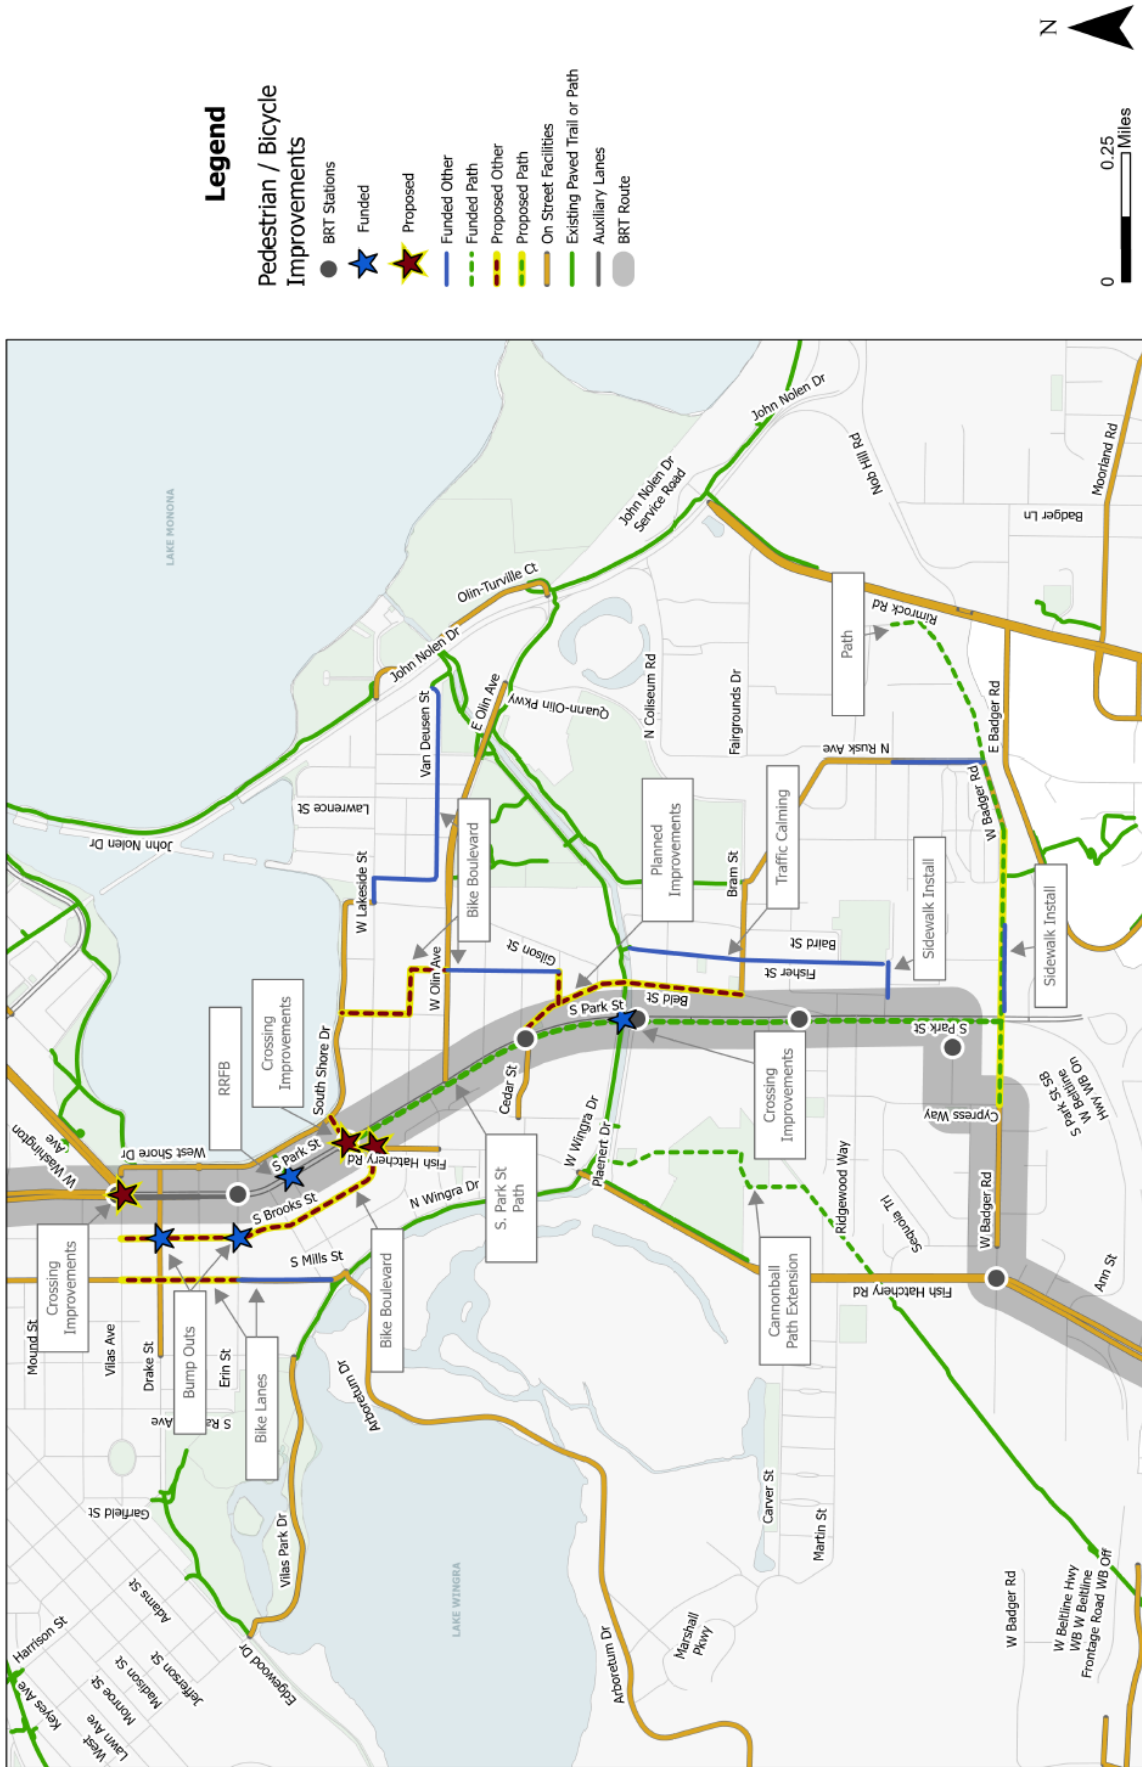 Legend
Pedestrian / Bicycle
Improvements
BRT Stations
Funded
Proposed
Funded Other
Funded Path
Proposed Other
Proposed Path
On Street Facilities
Existing Paved Trail or Path
Auxiliary Lanes
BRT Route
N
0
0.25
Miles
LAKE MONONA
LAKE WINGRA
Harrison St
Keyes Ave
West
Lawn Ave
Monroe St
Madison St
Jefferson St
Adams St
Garfield St
Edgewood Dr
Vilas Park Dr
Mound St
Vilas Ave
Drake St
Erin St
S Mills St
S Brooks St
W Washington
Ave
West Shore Dr
South Shore Dr
S Park St
Fish Hatchery Rd
N Wingra Dr
Arboretum Dr
Arboretum Dr
Marshall
Pkwy
Carver St
Martin St
John Nolen Dr
Lawrence St
W Lakeside St
Van Deusen St
John Nolen Dr
Olin-Turville Ct
E Olin Ave
W Olin Ave
Gilson St
Quann-Olin Pkwy
N Coliseum Rd
Fairgrounds Dr
John Nolen Dr
Service Road
John Nolen Dr
Nob Hill Rd
Moorland Rd
Badger Ln
Rimrock Rd
E Badger Rd
N Rusk Ave
W Badger Rd
Bram St
Baird St
Fisher St
Beld St
S Park St
Cedar St
W Wingra Dr
Plaenert Dr
Ridgewood Way
Sequoia Trl
Fish Hatchery Rd
W Badger Rd
Cypress Way
S Park St
S Park St SB
W Beltline
Hwy WB On
Ann St
W Badger Rd
W Beltline Hwy
WB W Beltline
Frontage Road WB Off
Crossing
Improvements
Bump Outs
Bike Lanes
RRFB
Crossing
Improvements
Bike Boulevard
S. Park St
Path
Bike Boulevard
Planned
Improvements
Traffic Calming
Crossing
Improvements
Cannonball
Path Extension
Path
Sidewalk Install
Sidewalk Install